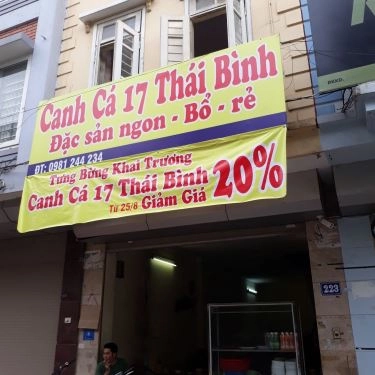 Canh Cá 17 Thái Bình
Đặc sản ngon - Bổ - rẻ
ĐT: 0981 244 234
Tưng Bừng Khai Trương
Canh Cá 17 Thái Bình 20%
Từ 25/8 Giảm Giá
223